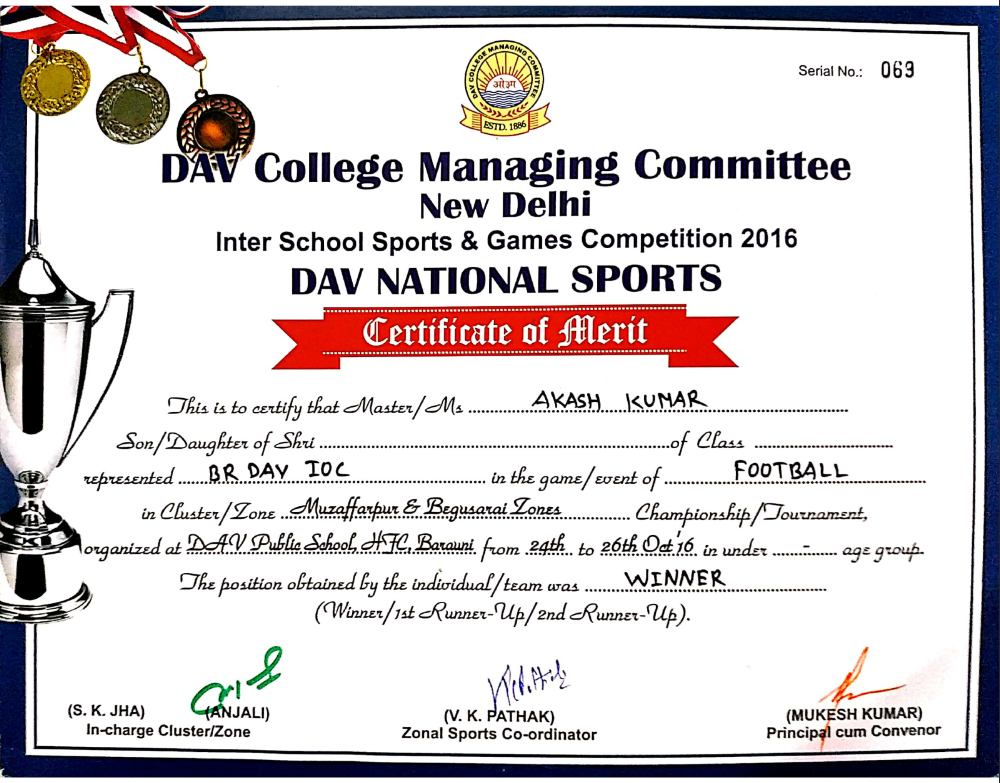 DAV COLLEGE MANAGING COMMITTEE
ओ३म
ESTD. 1886
Serial No.: 069
DAV College Managing Committee
New Delhi
Inter School Sports & Games Competition 2016
DAV NATIONAL SPORTS
Certificate of Merit
This is to certify that Master/Ms AKASH KUMAR
Son/Daughter of Shri of Class
represented BR DAV IOC in the game/event of FOOTBALL
in Cluster/Zone Muzaffarpur & Begusarai Zones Championship/Tournament,
organized at DAV Public School, HFC, Barauni from 24th to 26th Oct'16 in under - age group.
The position obtained by the individual/team was WINNER
(Winner/1st Runner-Up/2nd Runner-Up).
(S. K. JHA) (ANJALI)
In-charge Cluster/Zone
(V. K. PATHAK)
Zonal Sports Co-ordinator
(MUKESH KUMAR)
Principal cum Convenor